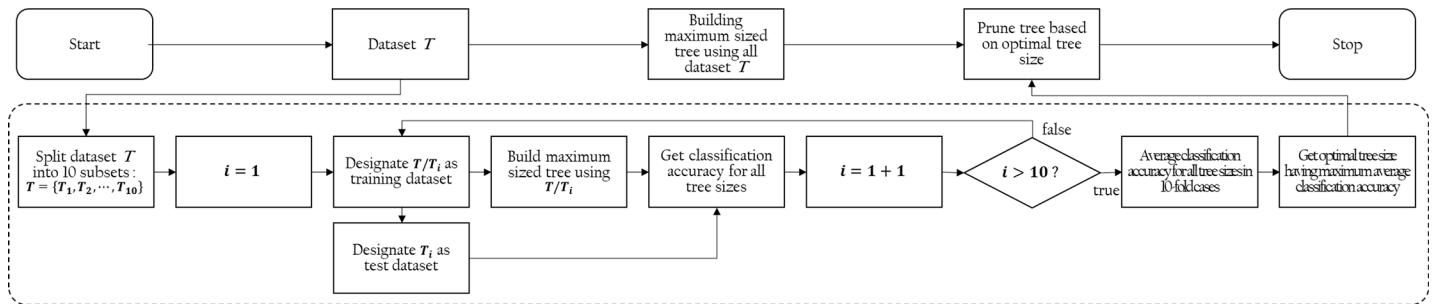 Start
Dataset T
Building
maximum sized
tree using all
dataset T
Prune tree based
on optimal tree
size
Stop
Split dataset T
into 10 subsets :
T = {T₁, T₂, ⋯, T₁₀}
i = 1
Designate T/Tᵢ as
training dataset
Build maximum
sized tree using
T/Tᵢ
Get classification
accuracy for all
tree sizes
i = 1 + 1
i > 10 ?
false
true
Average classification
accuracy for all tree sizes in
10-fold cases
Get optimal tree size
having maximum average
classification accuracy
Designate Tᵢ as
test dataset